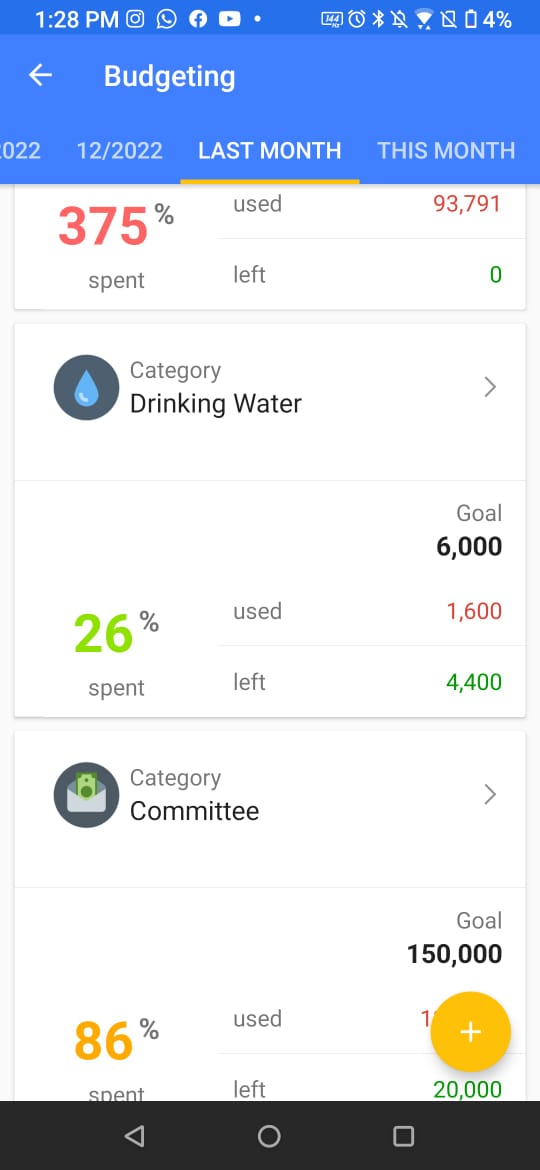 1:28 PM
144 Hz
4%
Budgeting
022 12/2022 LAST MONTH THIS MONTH
375 %
spent
used 93,791
left 0
Category
Drinking Water
Goal
6,000
26 %
spent
used 1,600
left 4,400
Category
Committee
Goal
150,000
86 %
spent
used
left 20,000